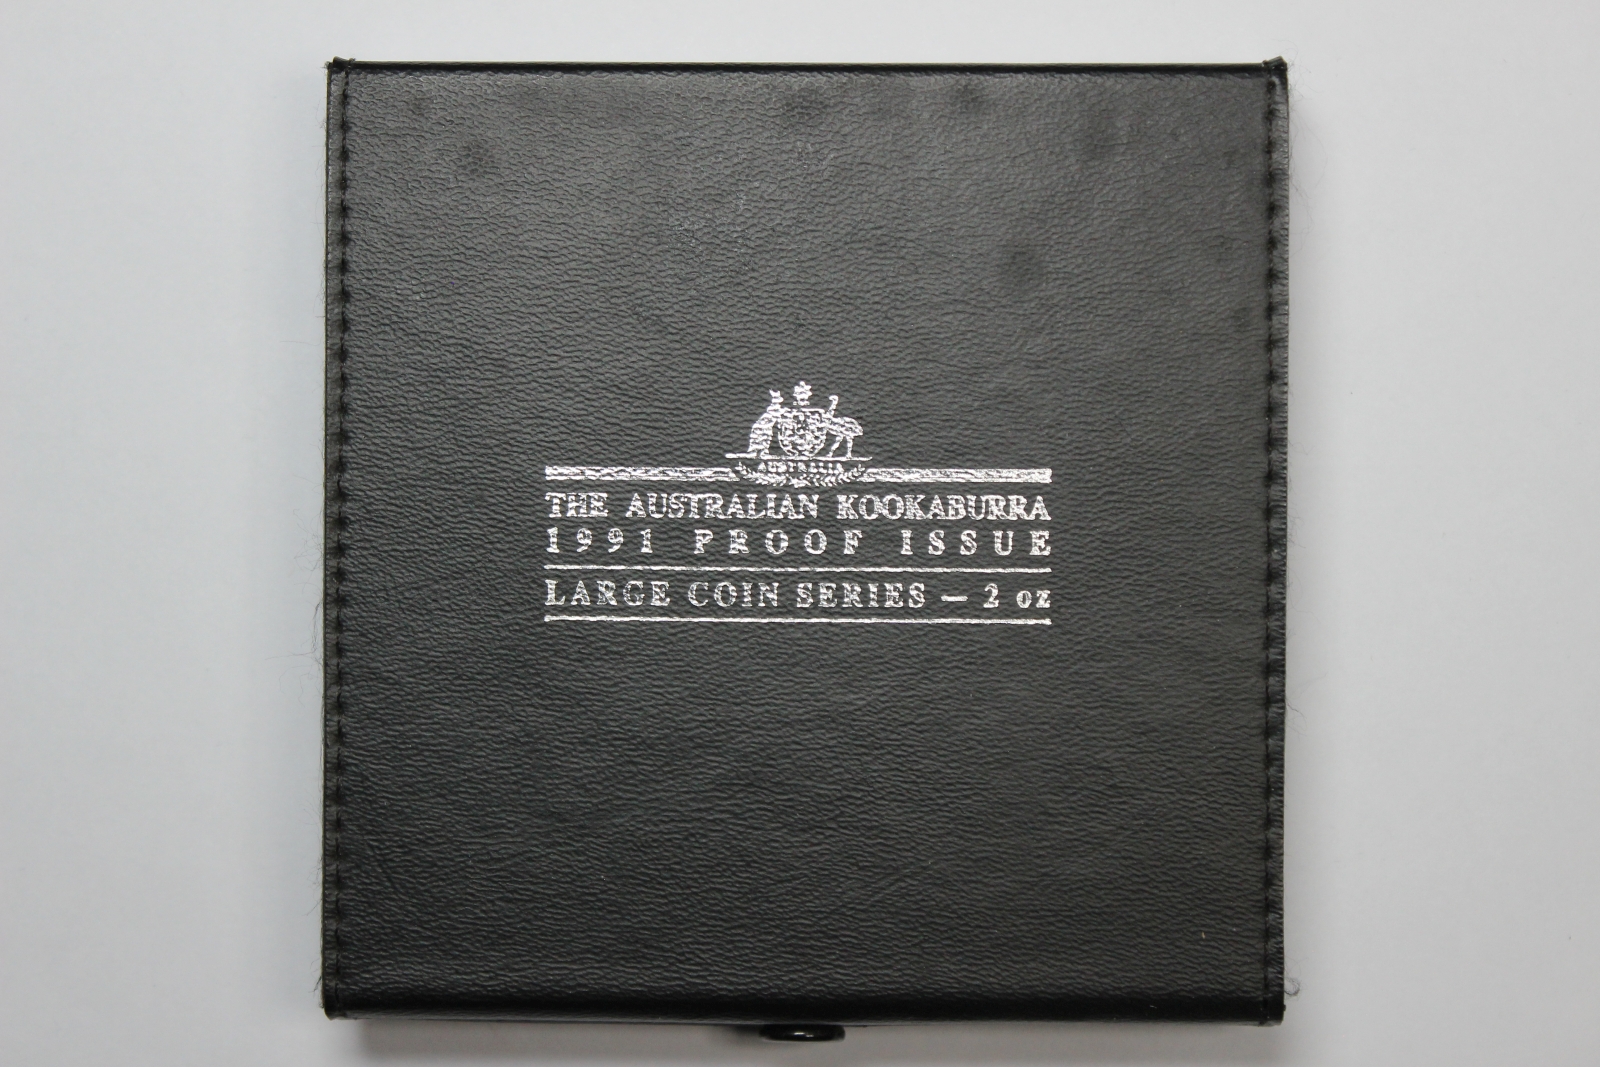 AUSTRALIA
THE AUSTRALIAN KOOKABURRA
1991 PROOF ISSUE
LARGE COIN SERIES – 2 oz